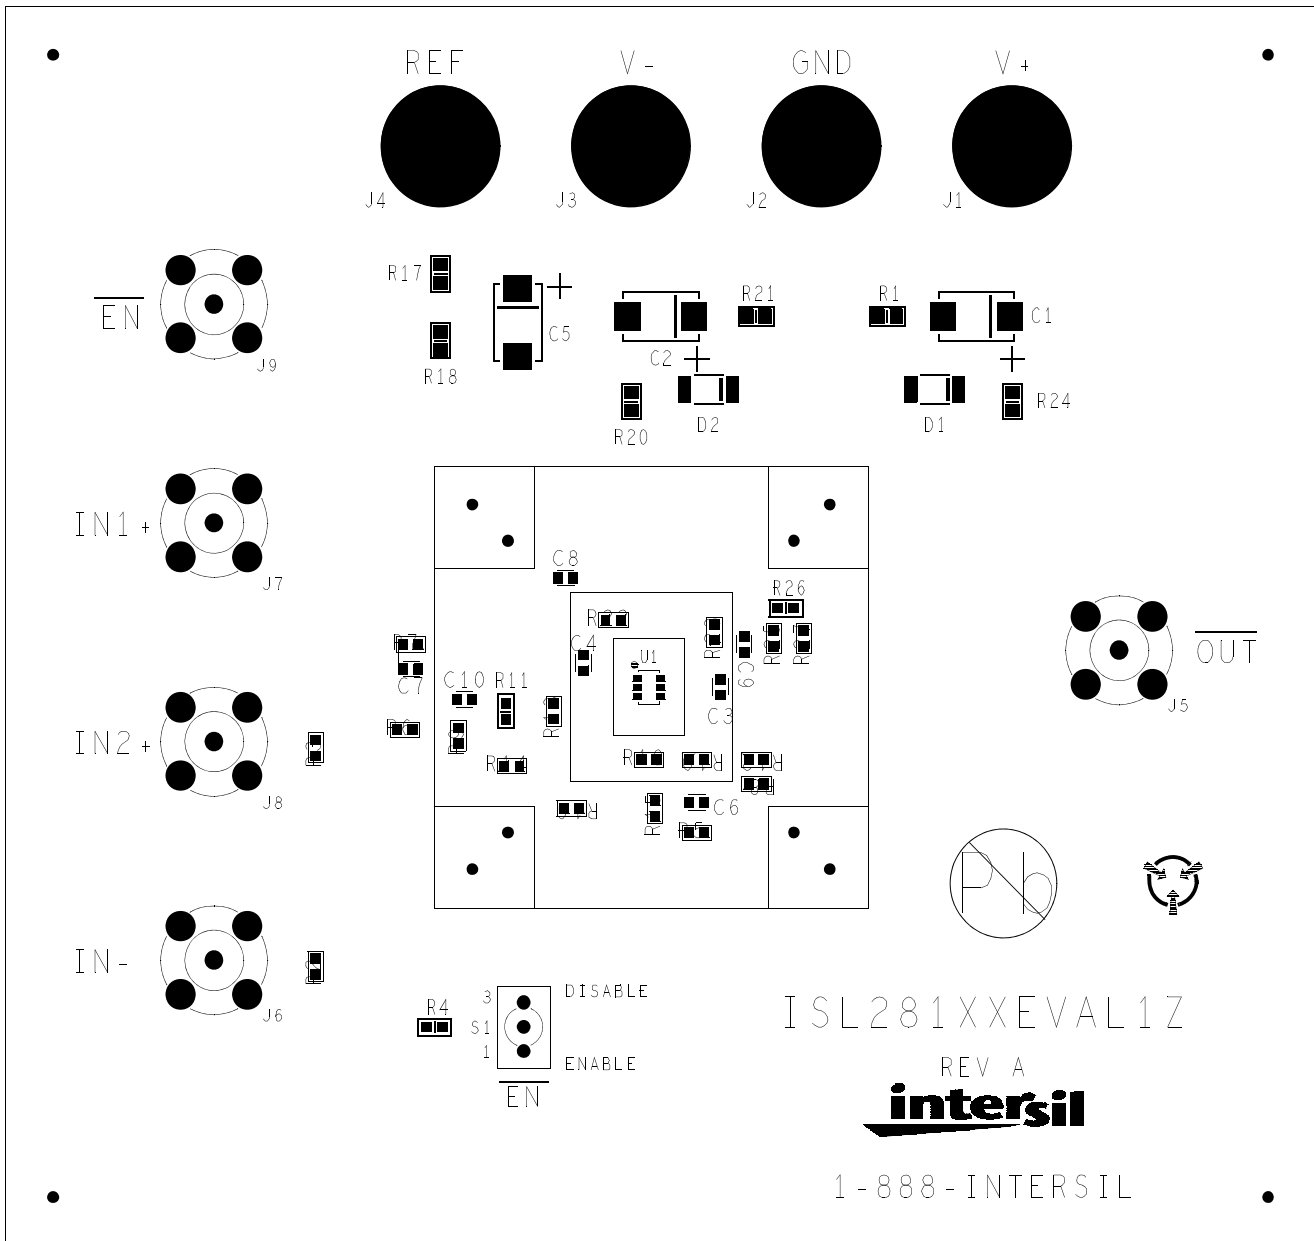 REF
V-
GND
V+
J4
J3
J2
J1
EN
J9
R17
R18
C5
R21
C2
R20
D2
R1
C1
D1
R24
IN1+
J7
C8
R26
C4
U1
C9
C3
C7
C10
R11
OUT
J5
IN2+
J8
C6
Pb
IN-
J6
R4
3
S1
1
DISABLE
ENABLE
EN
ISL281XXEVAL1Z
REV A
intersil
1-888-INTERSIL